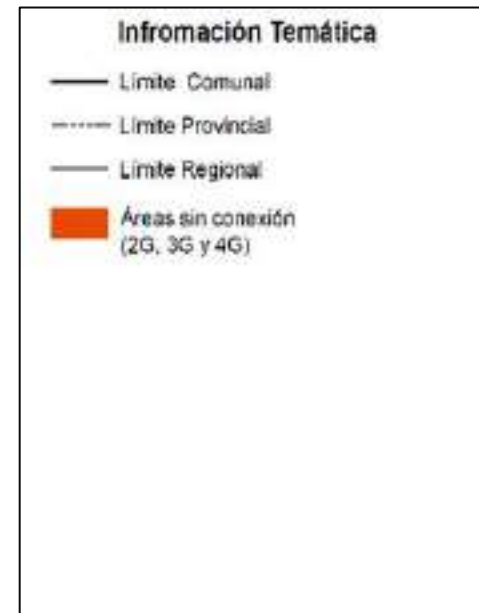 Infromación Temática
Límite Comunal
Límite Provincial
Límite Regional
Áreas sin conexión
(2G, 3G y 4G)